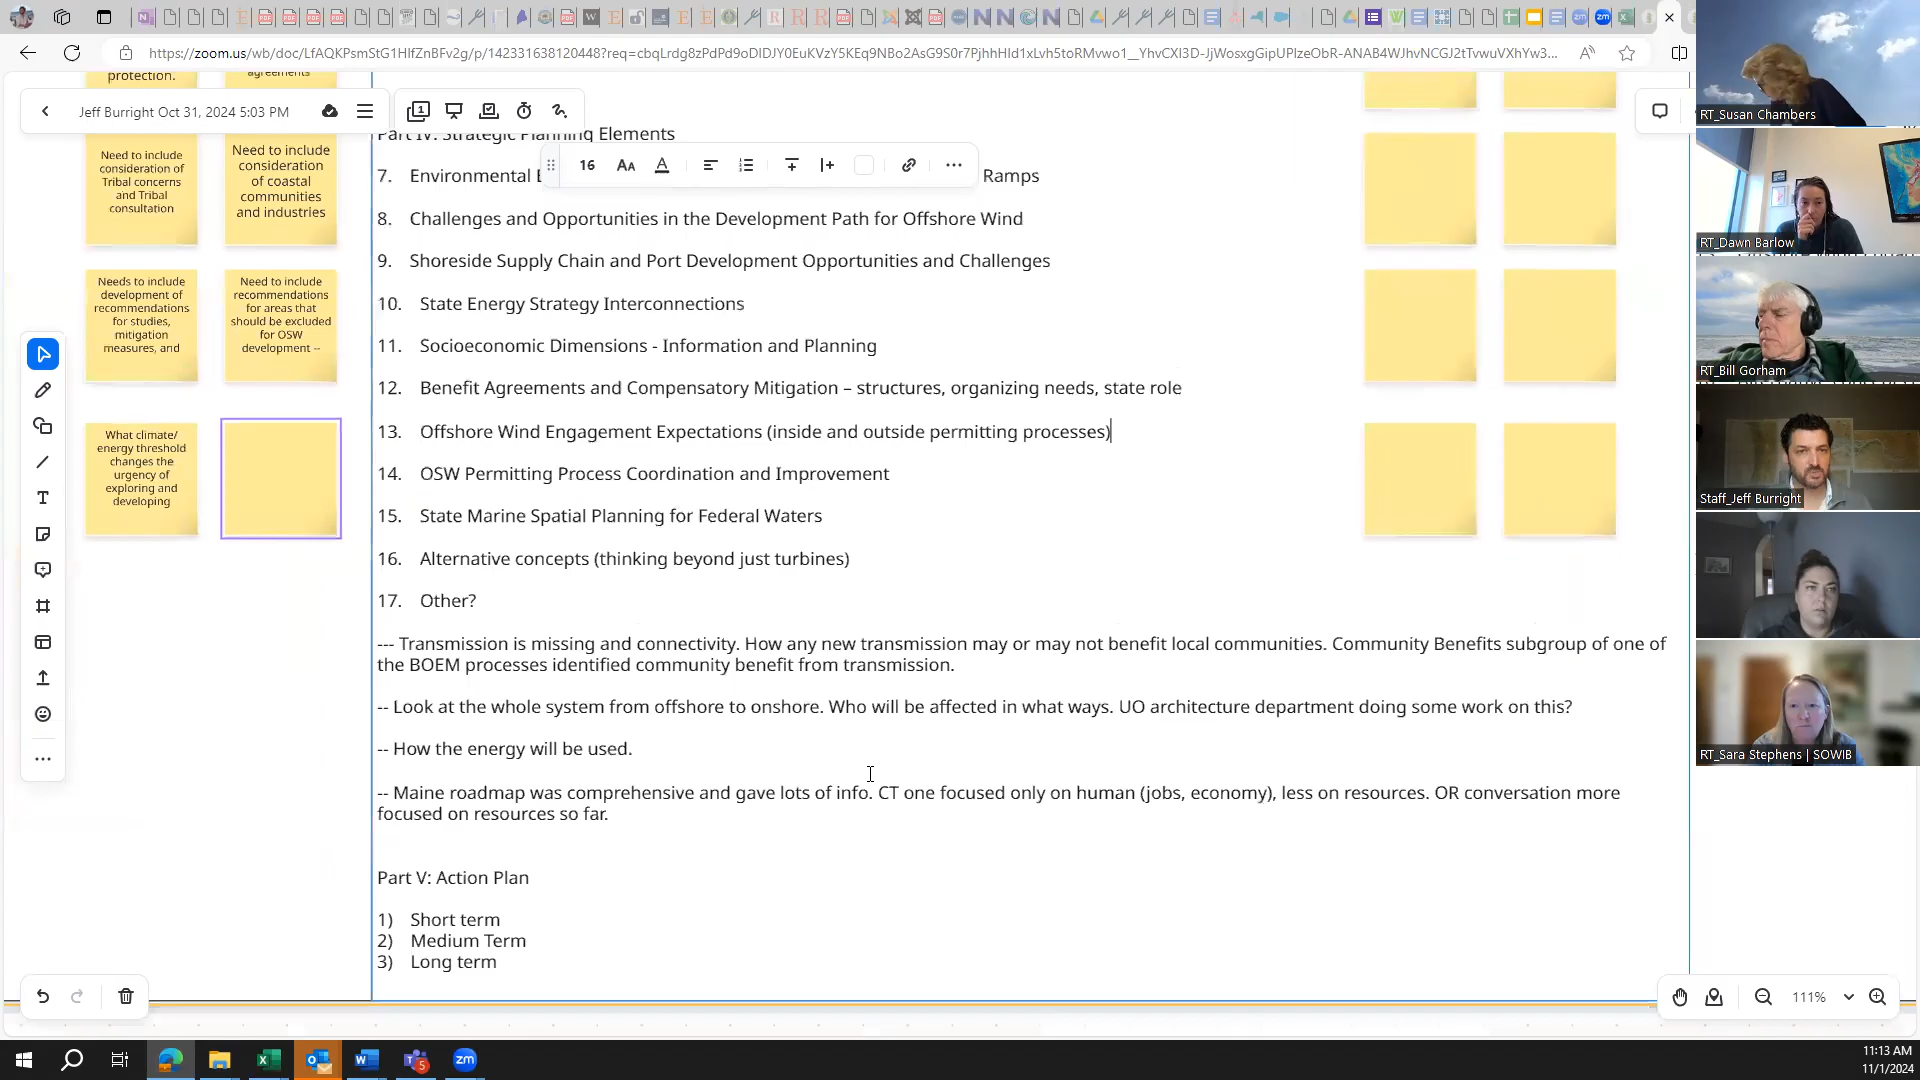 https://zoom.us/wb/doc/LfAQKPsmStG1HIfZnBFv2g/p/142331638120448?req=cbqLrdg8zPdPd9oDIDJY0EuKVzY5KEq9NBo2AsG9S0r7PjhhHId1xLvh5toRMvwo1__YhvCXI3D-JjWosxgGipUPIzeObR-ANAB4WJhvNCGJ2tTvwuVXhYw3...
protection.
agreements
Jeff Burright Oct 31, 2024 5:03 PM
Part IV: Strategic Planning Elements
16
7. Environmental
Ramps
8. Challenges and Opportunities in the Development Path for Offshore Wind
9. Shoreside Supply Chain and Port Development Opportunities and Challenges
10. State Energy Strategy Interconnections
11. Socioeconomic Dimensions - Information and Planning
12. Benefit Agreements and Compensatory Mitigation – structures, organizing needs, state role
13. Offshore Wind Engagement Expectations (inside and outside permitting processes)
14. OSW Permitting Process Coordination and Improvement
15. State Marine Spatial Planning for Federal Waters
16. Alternative concepts (thinking beyond just turbines)
17. Other?
--- Transmission is missing and connectivity. How any new transmission may or may not benefit local communities. Community Benefits subgroup of one of
the BOEM processes identified community benefit from transmission.
-- Look at the whole system from offshore to onshore. Who will be affected in what ways. UO architecture department doing some work on this?
-- How the energy will be used.
-- Maine roadmap was comprehensive and gave lots of info. CT one focused only on human (jobs, economy), less on resources. OR conversation more
focused on resources so far.
Part V: Action Plan
1) Short term
2) Medium Term
3) Long term
Need to include
consideration of
Tribal concerns
and Tribal
consultation
Need to include
consideration
of coastal
communities
and industries
Needs to include
development of
recommendations
for studies,
mitigation
measures, and
Need to include
recommendations
for areas that
should be excluded
for OSW
development --
What climate/
energy threshold
changes the
urgency of
exploring and
developing
RT_Susan Chambers
RT_Dawn Barlow
RT_Bill Gorham
Staff_Jeff Burright
RT_Sara Stephens | SOWIB
111%
11:13 AM
11/1/2024